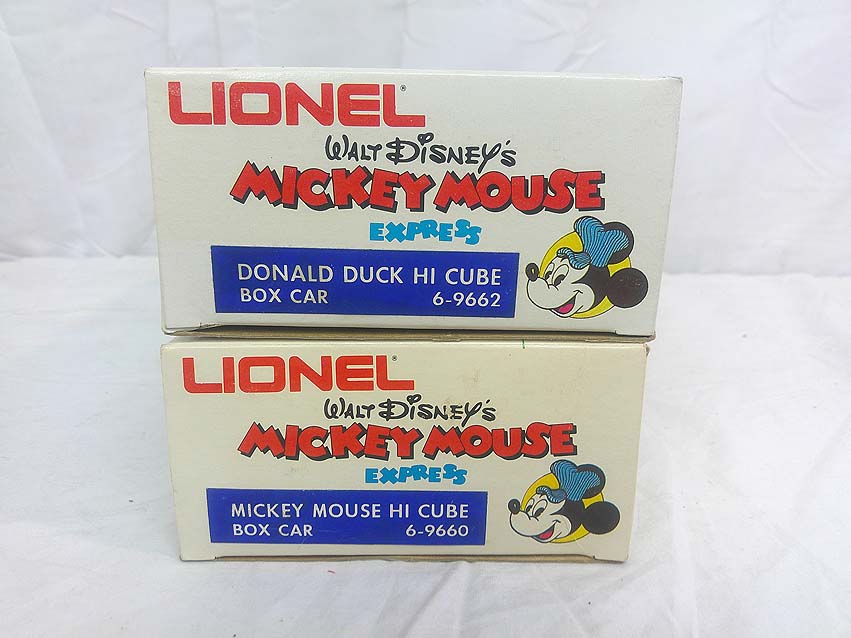 LIONEL®
WALT DISNEY'S
MICKEY MOUSE
EXPRESS
DONALD DUCK HI CUBE
BOX CAR 6-9662
LIONEL®
WALT DISNEY'S
MICKEY MOUSE
EXPRESS
MICKEY MOUSE HI CUBE
BOX CAR 6-9660